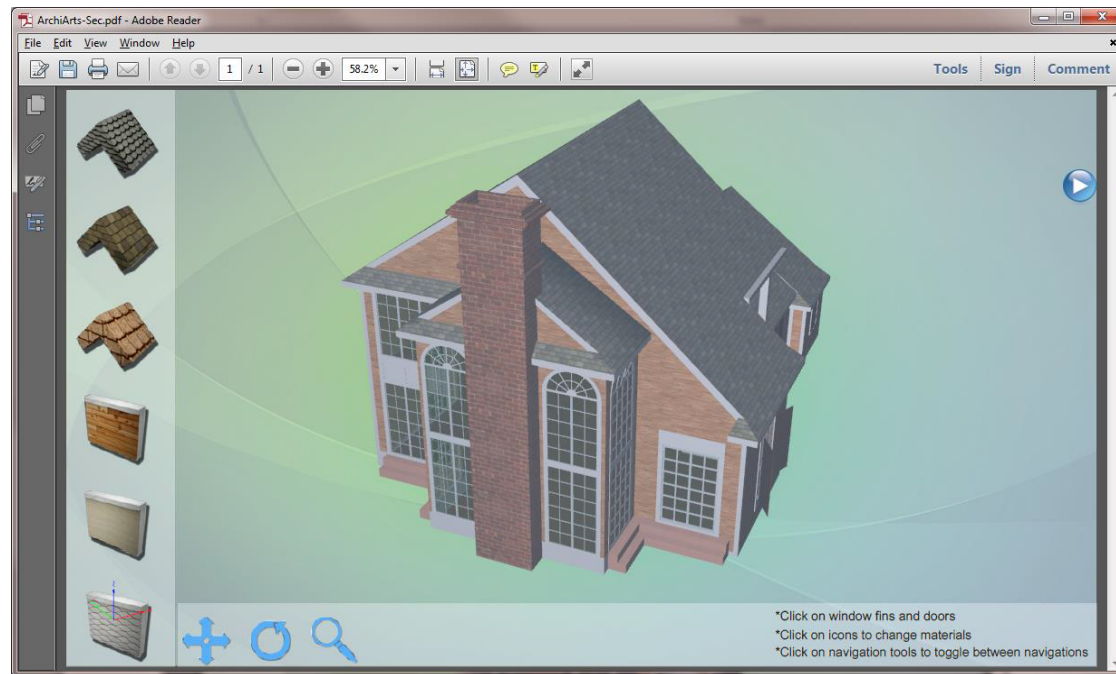 ArchiArts-Sec.pdf - Adobe Reader
File Edit View Window Help
1 / 1 58.2% Tools Sign Comment
*Click on window fins and doors
*Click on icons to change materials
*Click on navigation tools to toggle between navigations